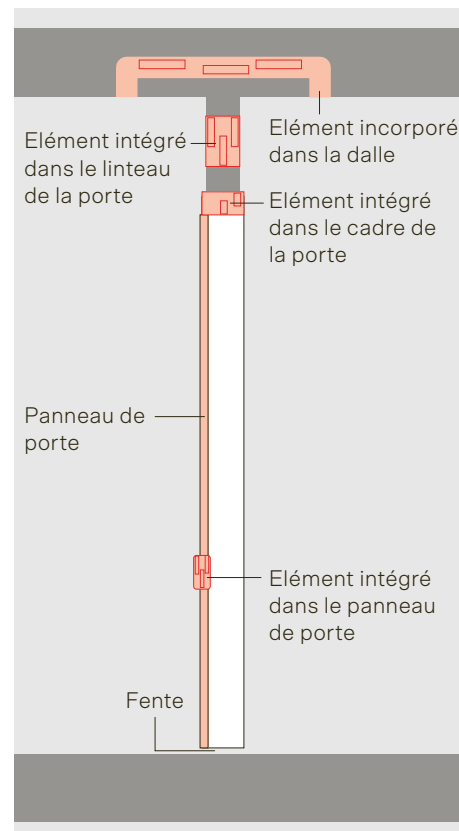 Elément intégré
dans le linteau
de la porte
Elément incorporé
dans la dalle
Elément intégré
dans le cadre de
la porte
Panneau de
porte
Elément intégré
dans le panneau
de porte
Fente